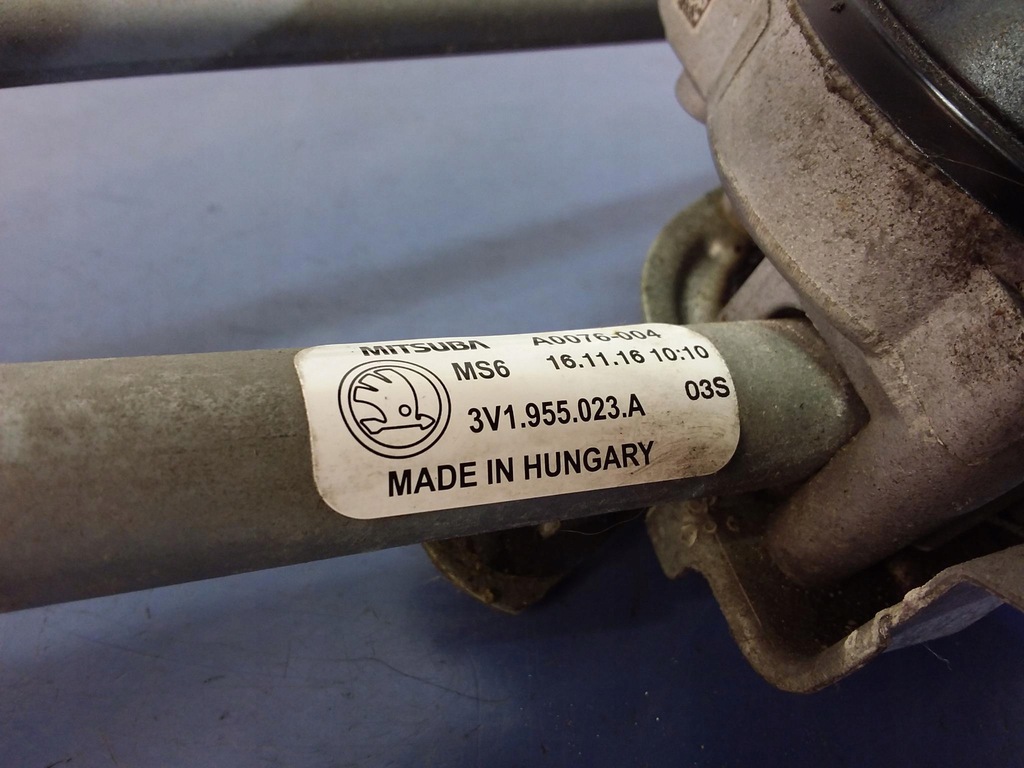 MITSUBA A0076-004
MS6 16.11.16 10:10
3V1.955.023.A 03S
MADE IN HUNGARY